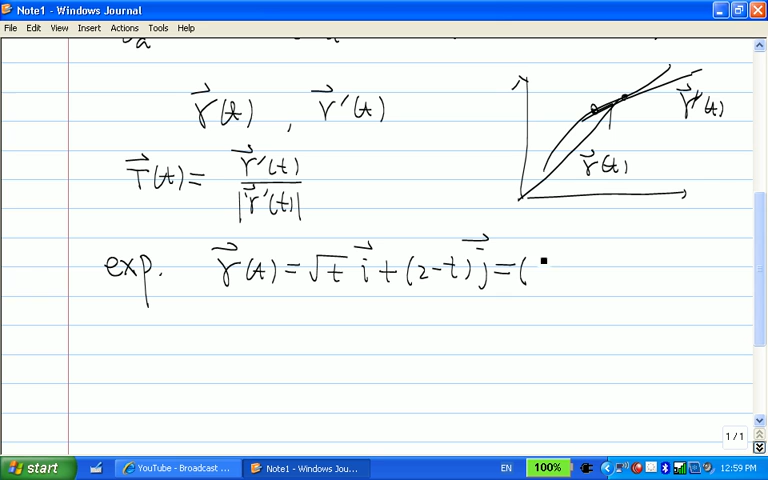 Note1 - Windows Journal
File Edit View Insert Actions Tools Help
r⃗(t) , r⃗'(t)
r⃗'(t)
r⃗(t)
T⃗(t) = r⃗'(t) / |r⃗'(t)|
exp. r⃗(t) = √t i⃗ + (2-t) j⃗ = (
1 / 1
start YouTube - Broadcast ... Note1 - Windows Jou... EN 100% 12:59 PM